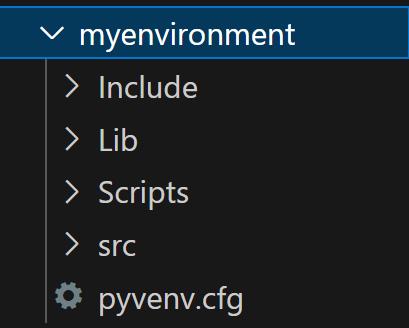 myenvironment
Include
Lib
Scripts
src
pyvenv.cfg